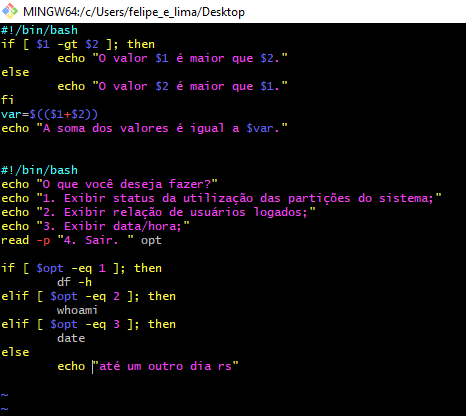 MINGW64:/c/Users/felipe_e_lima/Desktop
#!/bin/bash
if [ $1 -gt $2 ]; then
        echo "O valor $1 é maior que $2."
else
        echo "O valor $2 é maior que $1."
fi
var=$(($1+$2))
echo "A soma dos valores é igual a $var."

#!/bin/bash
echo "O que você deseja fazer?"
echo "1. Exibir status da utilização das partições do sistema;"
echo "2. Exibir relação de usuários logados;"
echo "3. Exibir data/hora;"
read -p "4. Sair. " opt

if [ $opt -eq 1 ]; then
        df -h
elif [ $opt -eq 2 ]; then
        whoami
elif [ $opt -eq 3 ]; then
        date
else
        echo "até um outro dia rs"

~
~